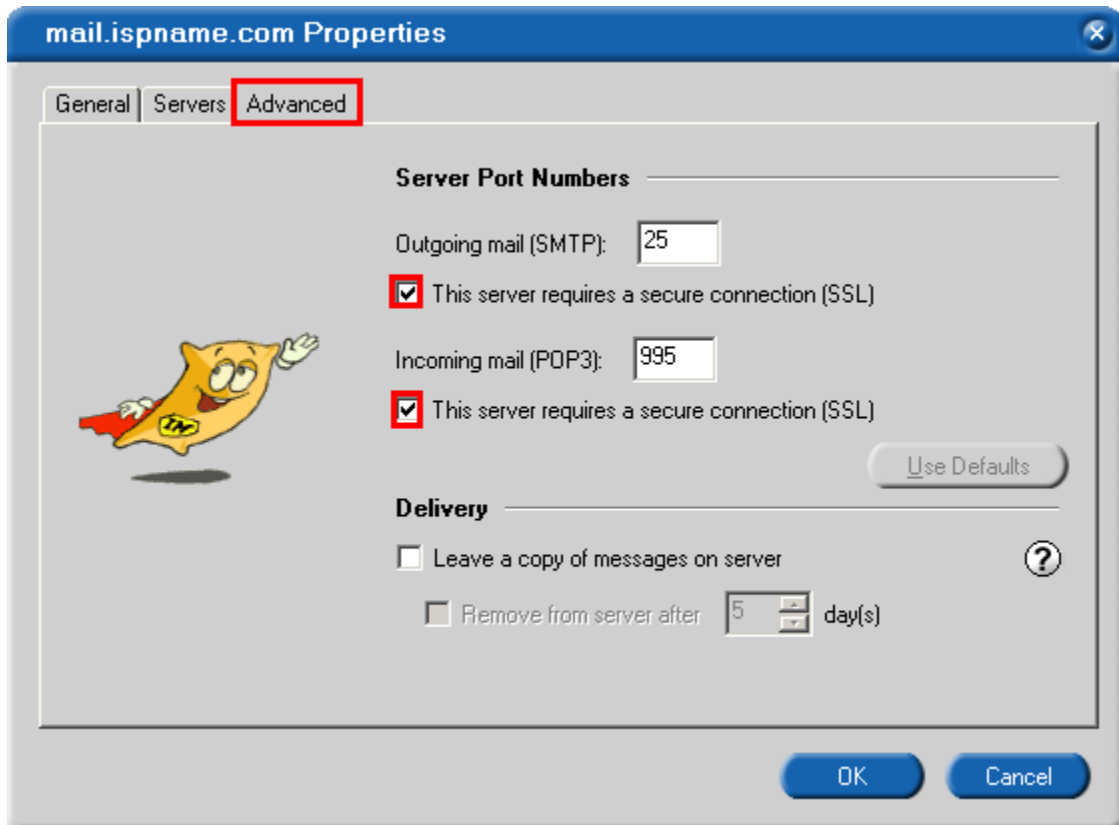 mail.ispname.com Properties
General Servers Advanced
Server Port Numbers
Outgoing mail (SMTP): 25
This server requires a secure connection (SSL)
Incoming mail (POP3): 995
This server requires a secure connection (SSL)
Use Defaults
Delivery
Leave a copy of messages on server ?
Remove from server after 5 day(s)
IM
OK Cancel